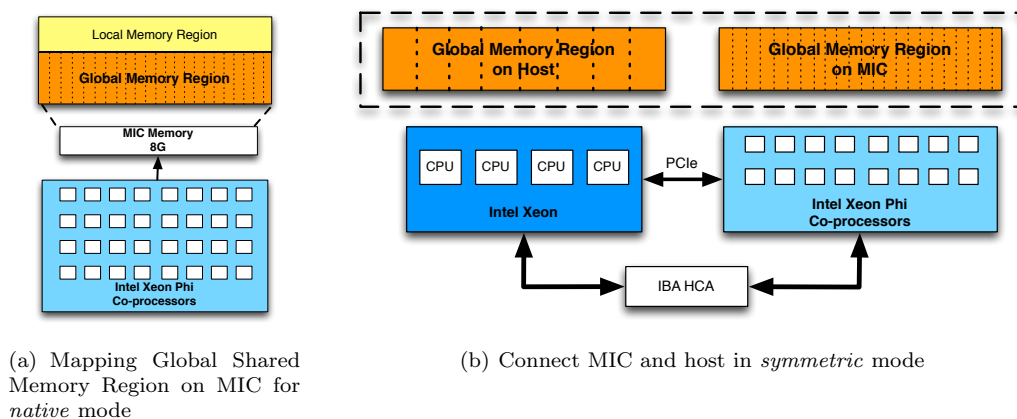 Local Memory Region
Global Memory Region
MIC Memory
8G
Intel Xeon Phi
Co-processors
(a) Mapping Global Shared
Memory Region on MIC for
native mode
Global Memory Region
on Host
Global Memory Region
on MIC
CPU CPU CPU CPU
Intel Xeon
PCIe
Intel Xeon Phi
Co-processors
IBA HCA
(b) Connect MIC and host in symmetric mode